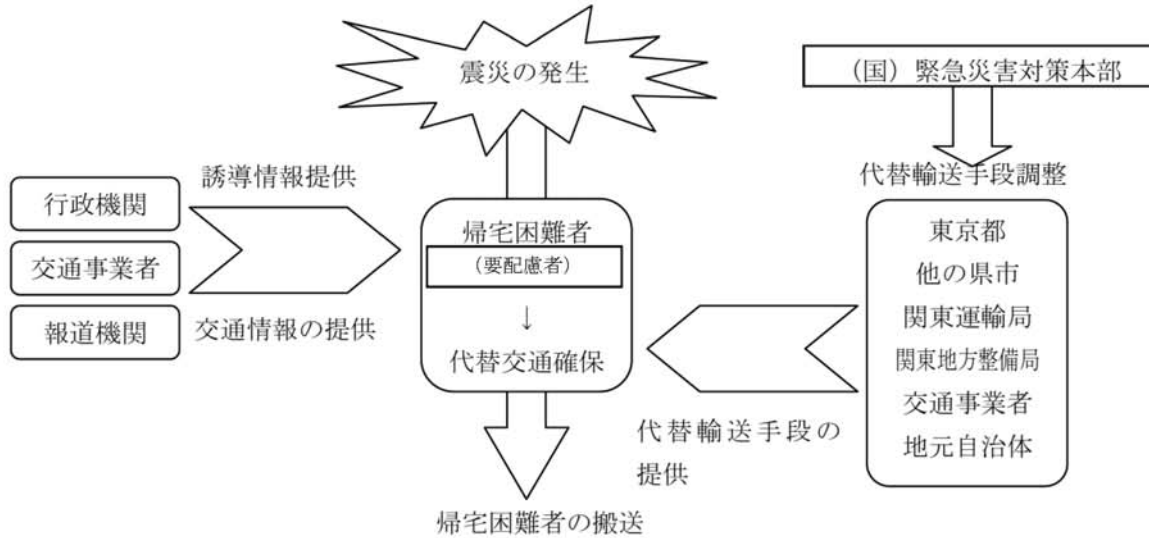 震災の発生
（国）緊急災害対策本部
代替輸送手段調整
誘導情報提供
行政機関
交通事業者
報道機関
交通情報の提供
帰宅困難者
（要配慮者）
↓
代替交通確保
東京都
他の県市
関東運輸局
関東地方整備局
交通事業者
地元自治体
代替輸送手段の
提供
帰宅困難者の搬送